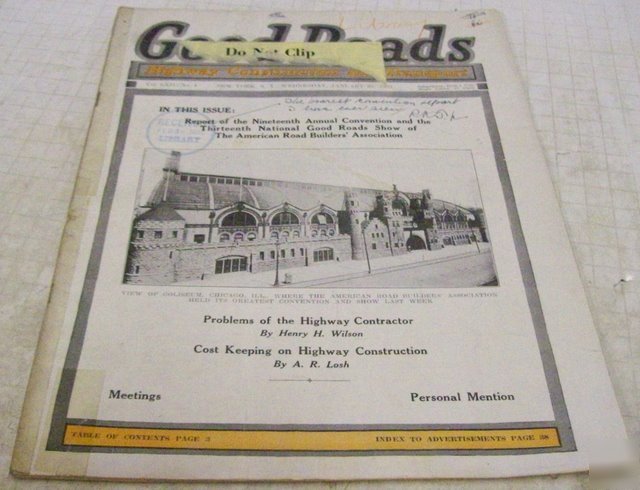 Good Roads
Do Not Clip
Highway Construction
NEW YORK, N. Y., WEDNESDAY, JANUARY
IN THIS ISSUE:
Report of the Nineteenth Annual Convention and the
Thirteenth National Good Roads Show of
The American Road Builders' Association
LIBRARY
VIEW OF COLISEUM, CHICAGO, ILL., WHERE THE AMERICAN ROAD BUILDERS' ASSOCIATION
HELD ITS GREATEST CONVENTION AND SHOW LAST WEEK
Problems of the Highway Contractor
By Henry H. Wilson
Cost Keeping on Highway Construction
By A. R. Losh
Meetings
Personal Mention
TABLE OF CONTENTS PAGE 3
INDEX TO ADVERTISEMENTS PAGE 38